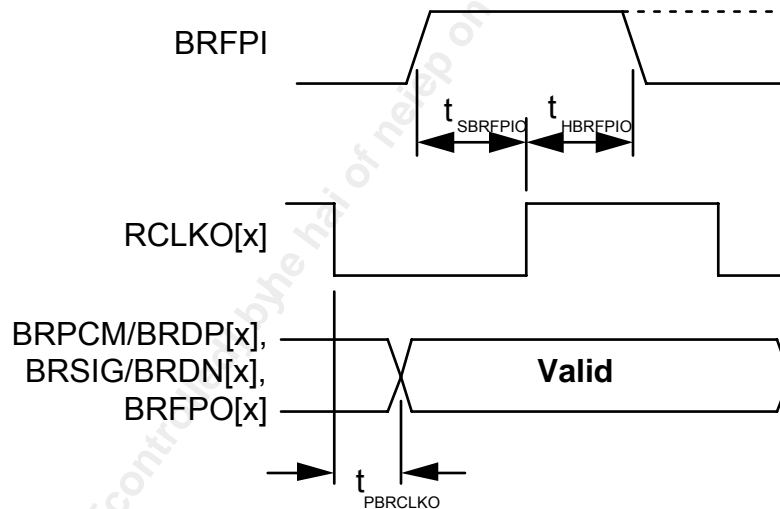 BRFPI
t SBRFPIO
t HBRFPIO
RCLKO[x]
BRPCM/BRDP[x],
BRSIG/BRDN[x],
BRFPO[x]
Valid
t PBRCLKO